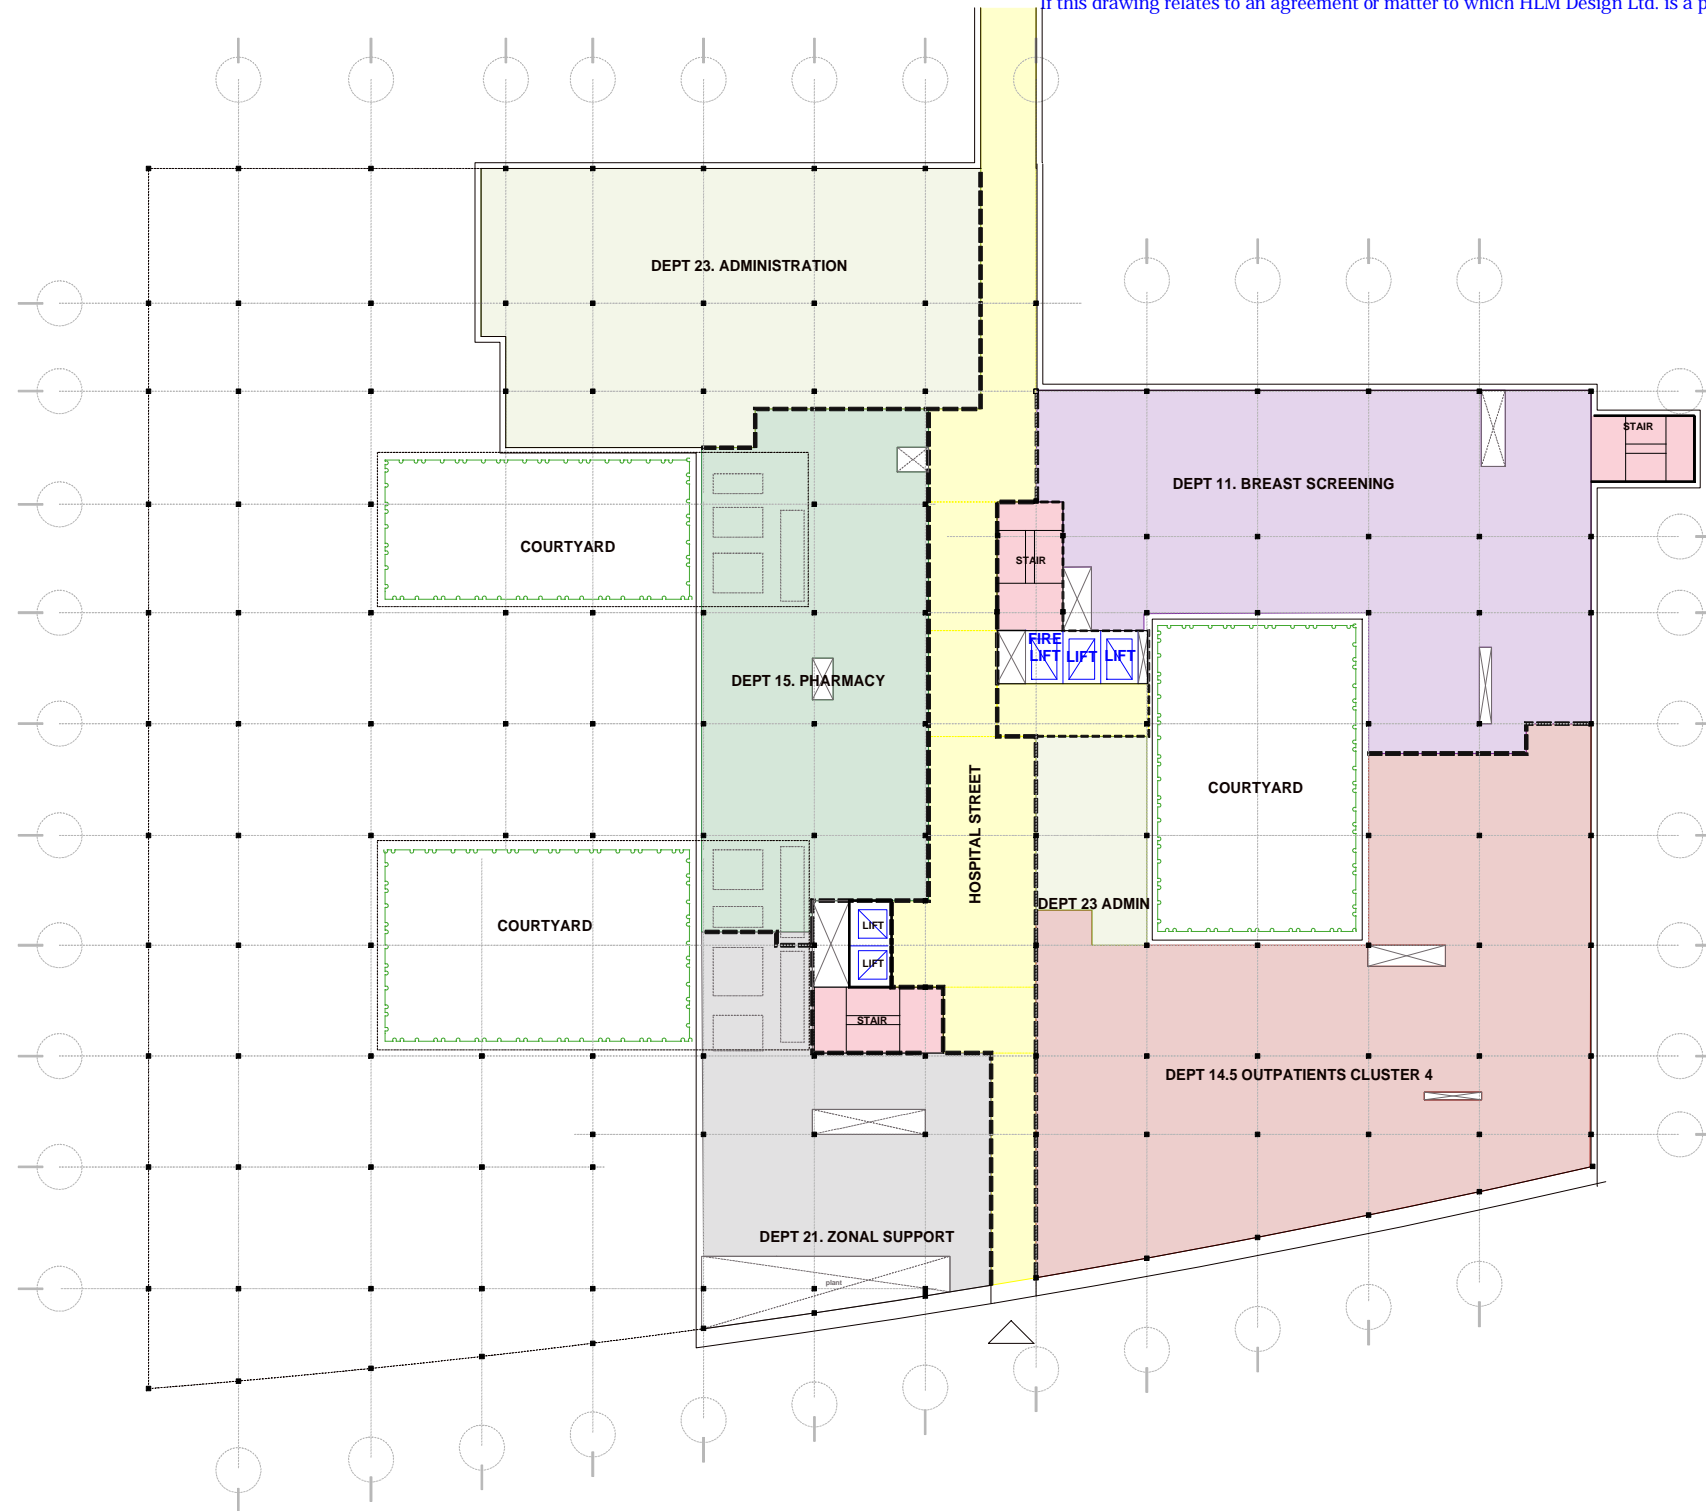 If this drawing relates to an agreement or matter to which HLM Design Ltd. is a p
DEPT 23. ADMINISTRATION
STAIR
DEPT 11. BREAST SCREENING
COURTYARD
STAIR
FIRE
LIFT
LIFT
LIFT
DEPT 15. PHARMACY
COURTYARD
HOSPITAL STREET
DEPT 23 ADMIN
COURTYARD
LIFT
LIFT
STAIR
DEPT 14.5 OUTPATIENTS CLUSTER 4
DEPT 21. ZONAL SUPPORT
plant